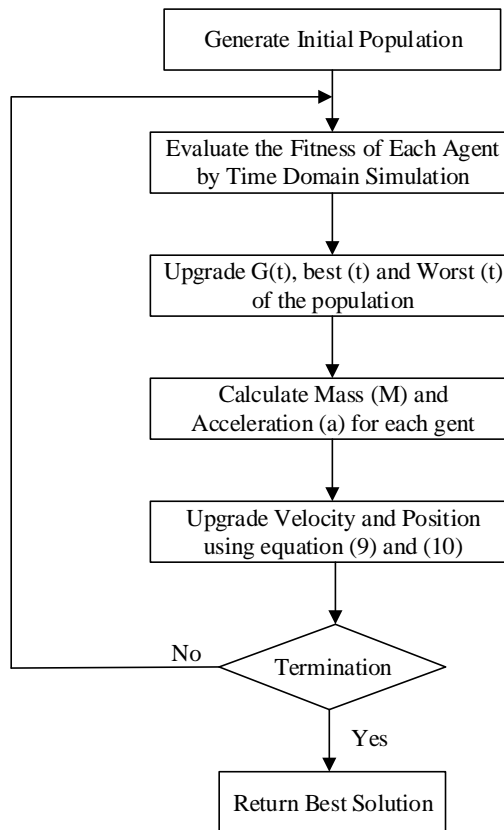 Generate Initial Population
Evaluate the Fitness of Each Agent
by Time Domain Simulation
Upgrade G(t), best (t) and Worst (t)
of the population
Calculate Mass (M) and
Acceleration (a) for each gent
Upgrade Velocity and Position
using equation (9) and (10)
No
Termination
Yes
Return Best Solution